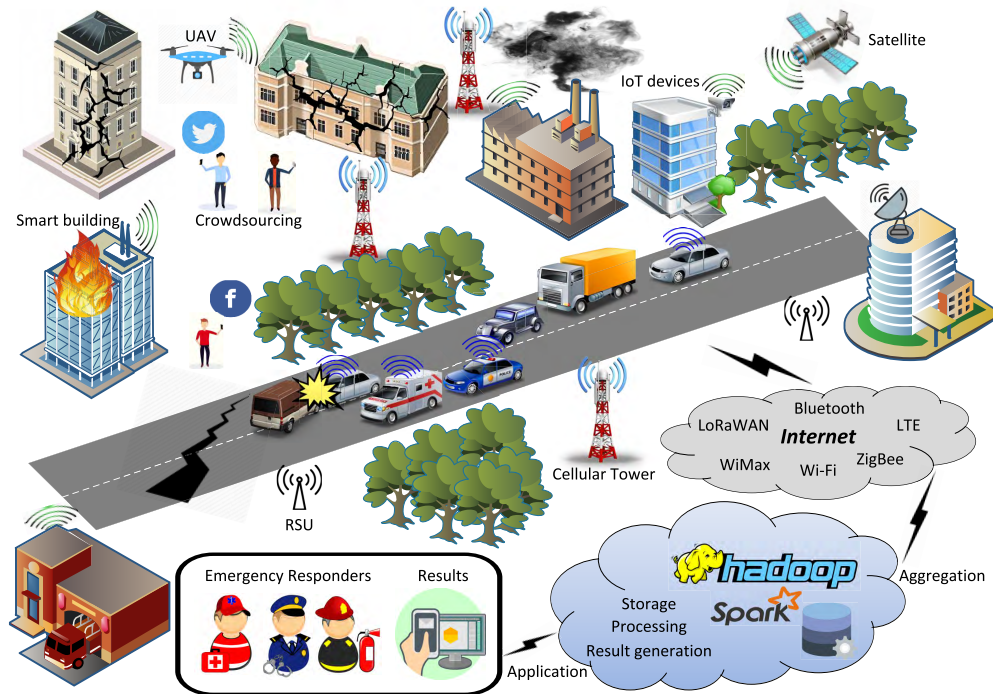 UAV
Satellite
IoT devices
Smart building
Crowdsourcing
f
LoRaWAN
Bluetooth
LTE
Internet
WiMax
Wi-Fi
ZigBee
Cellular Tower
RSU
POLICE
hadoop
Spark
Storage
Processing
Result generation
Aggregation
Application
Emergency Responders
Results